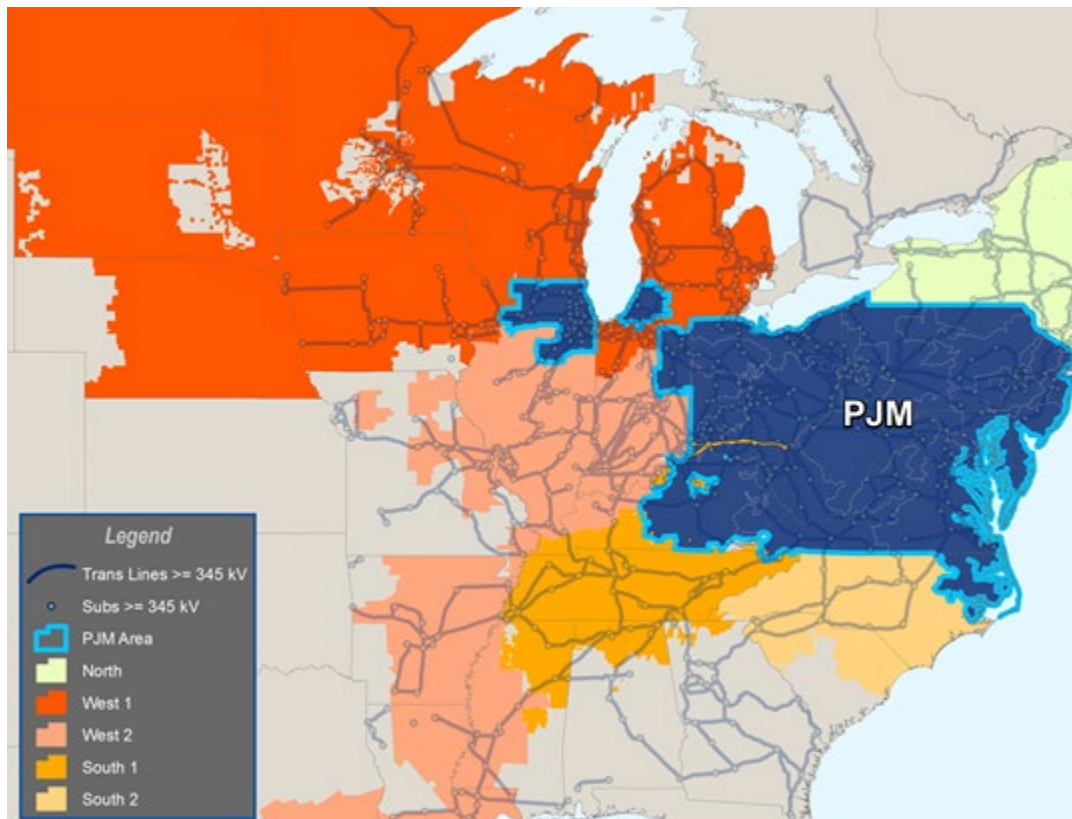 PJM
Legend
Trans Lines >= 345 kV
Subs >= 345 kV
PJM Area
North
West 1
West 2
South 1
South 2